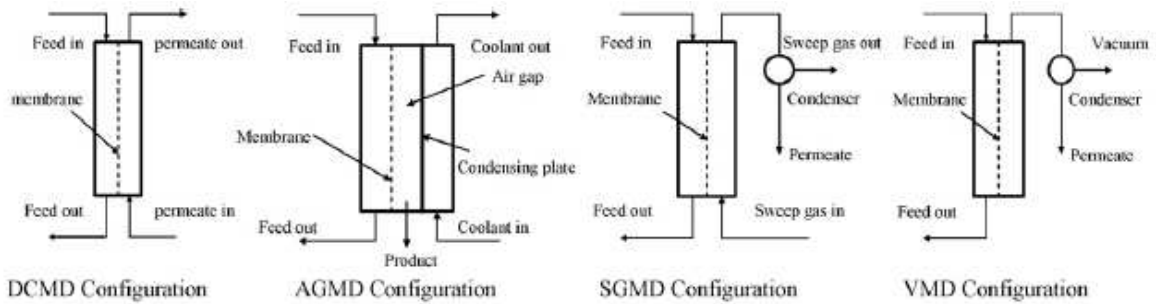 Feed in
permeate out
membrane
Feed out
permeate in
DCMD Configuration
Feed in
Coolant out
Air gap
Membrane
Condensing plate
Feed out
Coolant in
Product
AGMD Configuration
Feed in
Sweep gas out
Membrane
Condenser
Permeate
Feed out
Sweep gas in
SGMD Configuration
Feed in
Vacuum
Membrane
Condenser
Permeate
Feed out
VMD Configuration